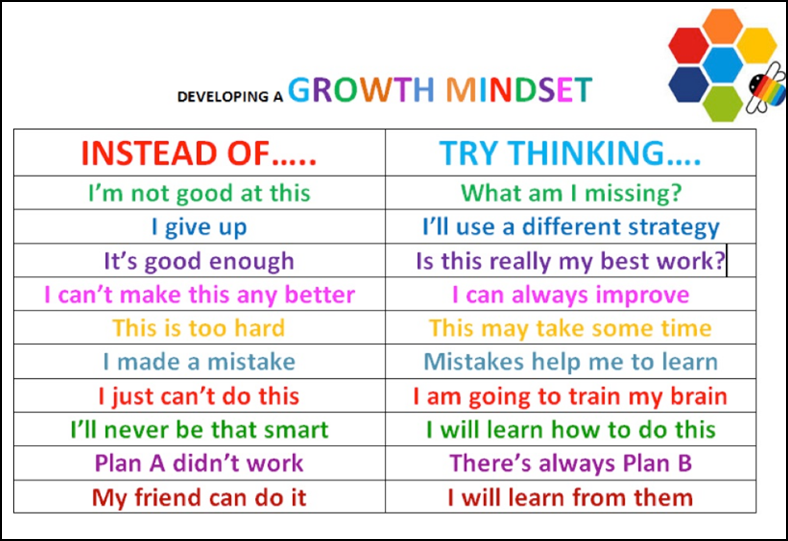 DEVELOPING A GROWTH MINDSET
INSTEAD OF….. TRY THINKING….
I’m not good at this What am I missing?
I give up I’ll use a different strategy
It’s good enough Is this really my best work?
I can’t make this any better I can always improve
This is too hard This may take some time
I made a mistake Mistakes help me to learn
I just can’t do this I am going to train my brain
I’ll never be that smart I will learn how to do this
Plan A didn’t work There’s always Plan B
My friend can do it I will learn from them